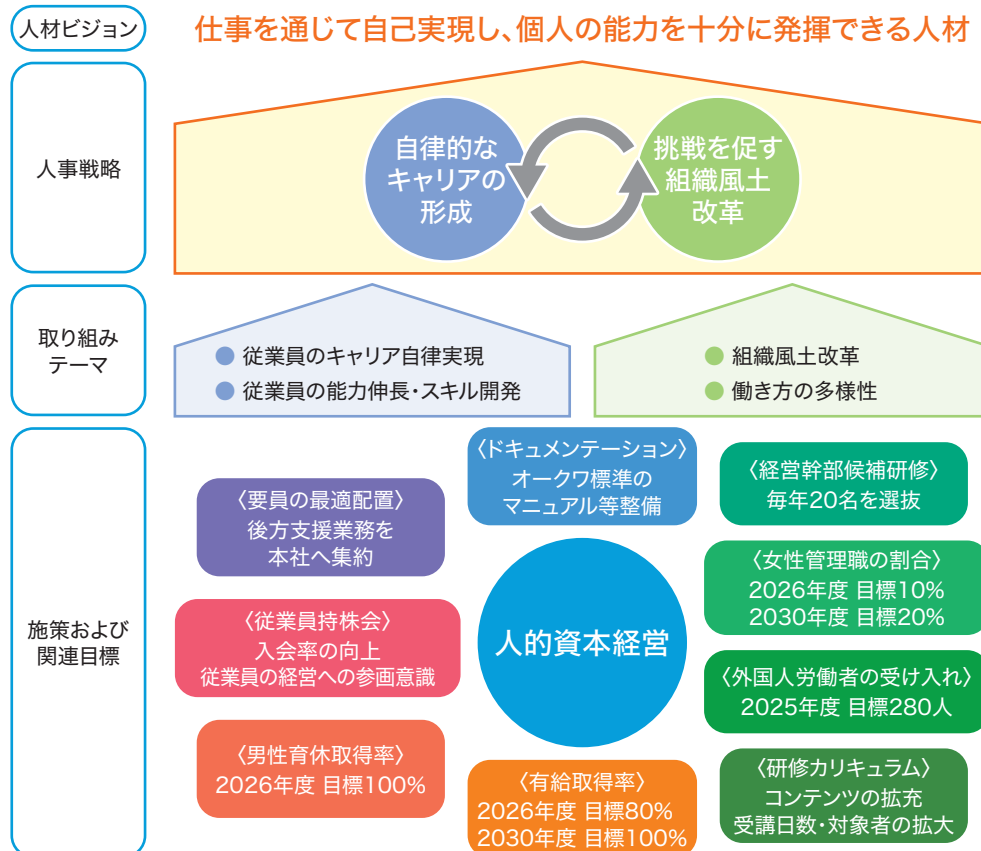 人材ビジョン
仕事を通じて自己実現し、個人の能力を十分に発揮できる人材
人事戦略
自律的な
キャリアの
形成
挑戦を促す
組織風土
改革
取り組み
テーマ
● 従業員のキャリア自律実現
● 従業員の能力伸長・スキル開発
● 組織風土改革
● 働き方の多様性
施策および
関連目標
〈ドキュメンテーション〉
オークワ標準の
マニュアル等整備
〈経営幹部候補研修〉
毎年20名を選抜
〈要員の最適配置〉
後方支援業務を
本社へ集約
〈女性管理職の割合〉
2026年度 目標10%
2030年度 目標20%
〈従業員持株会〉
入会率の向上
従業員の経営への参画意識
人的資本経営
〈外国人労働者の受け入れ〉
2025年度 目標280人
〈男性育休取得率〉
2026年度 目標100%
〈有給取得率〉
2026年度 目標80%
2030年度 目標100%
〈研修カリキュラム〉
コンテンツの拡充
受講日数・対象者の拡大